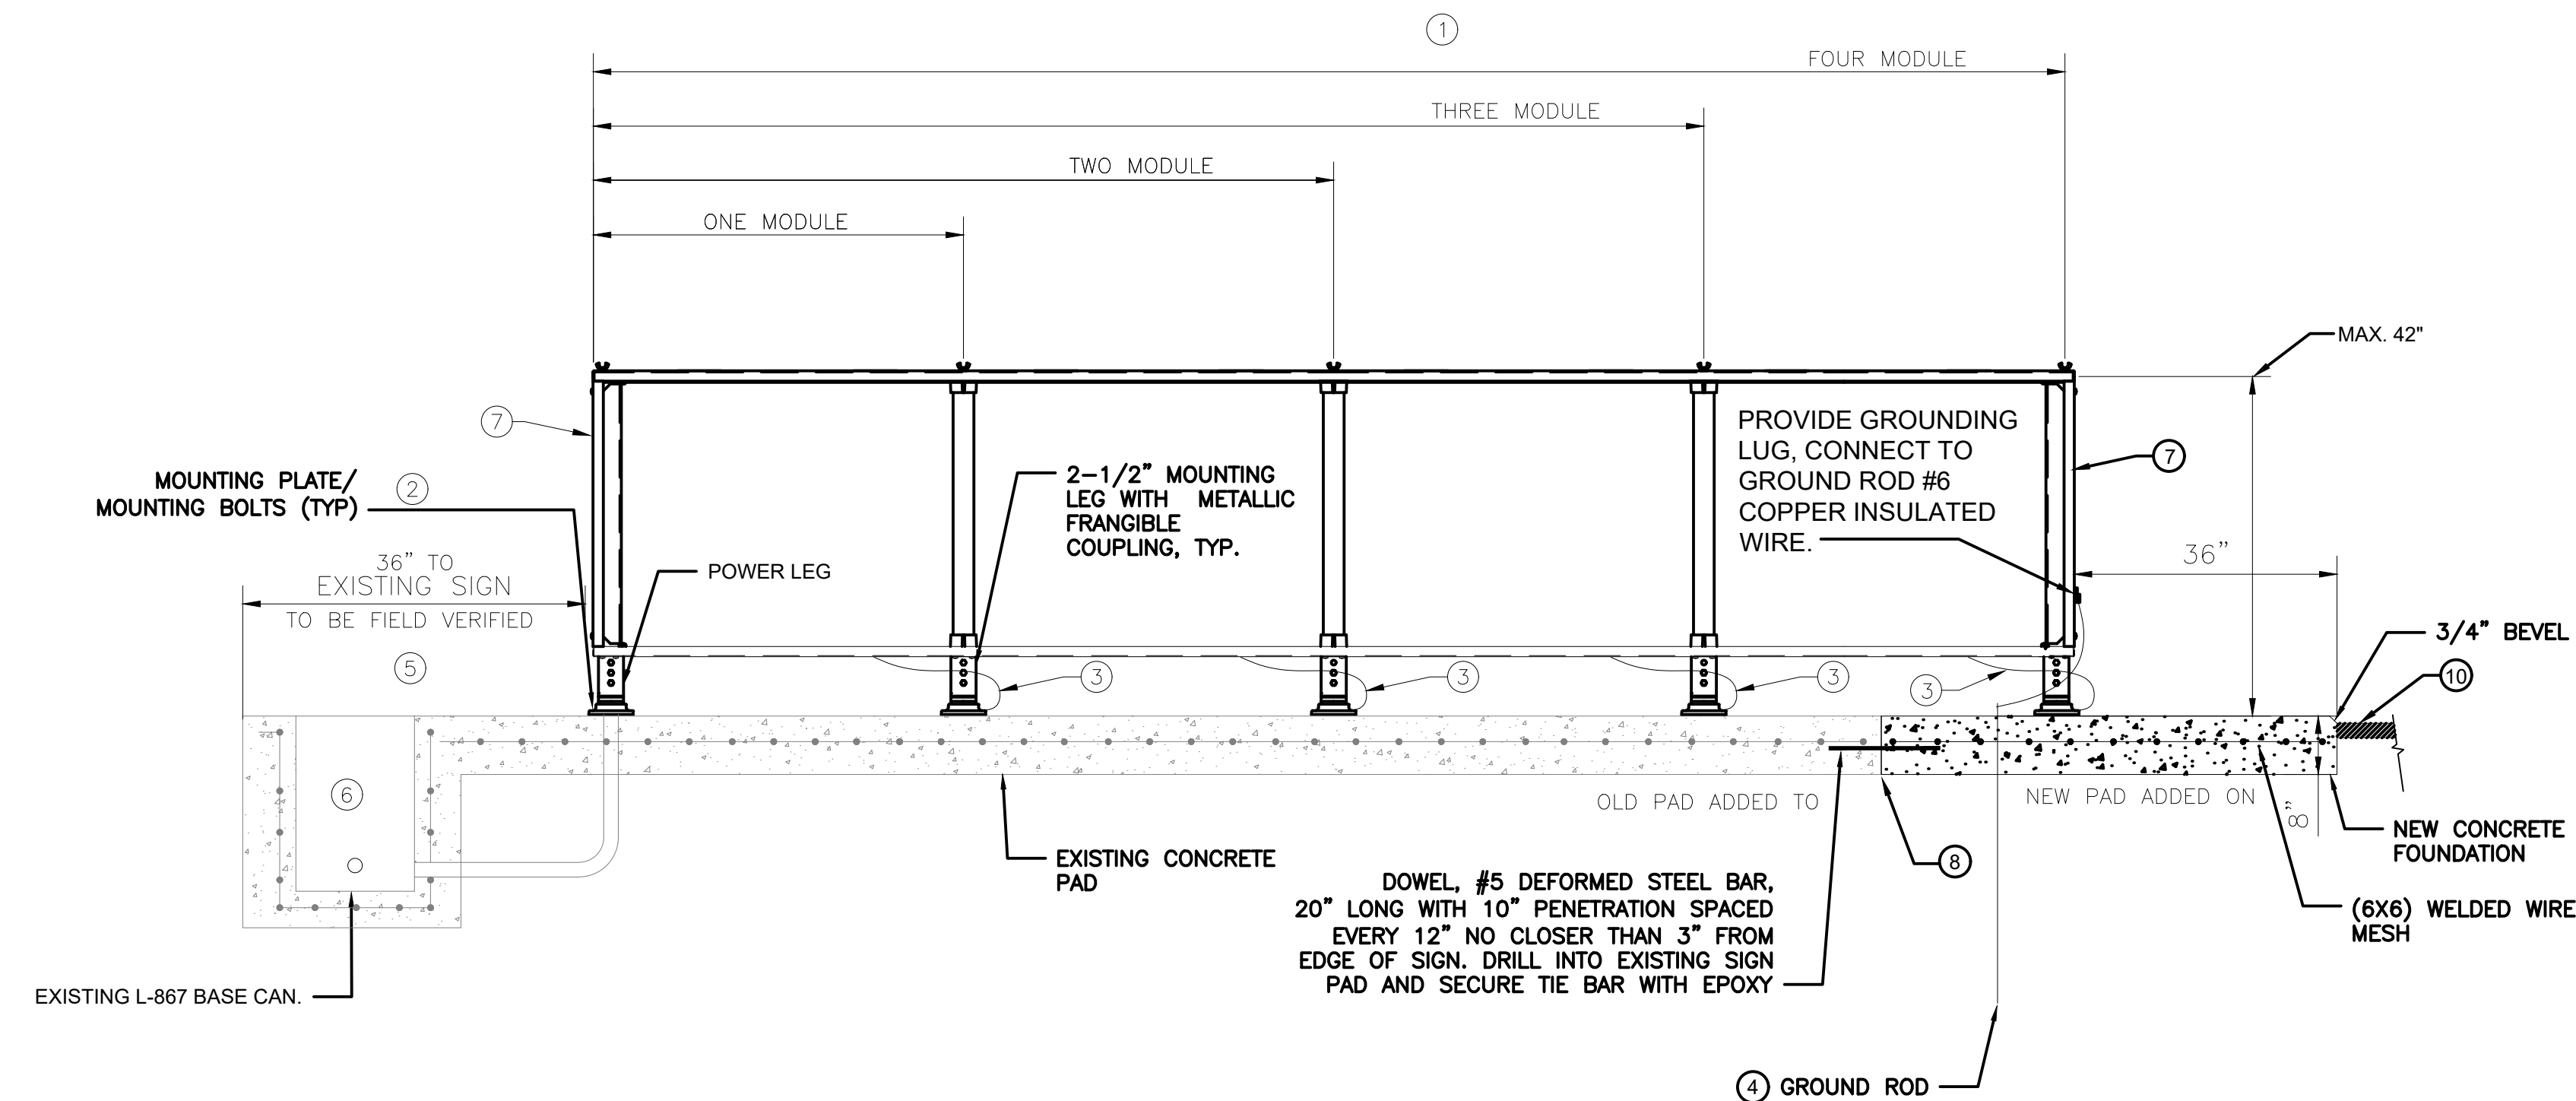 1
FOUR MODULE
THREE MODULE
TWO MODULE
ONE MODULE
MAX. 42"
7
MOUNTING PLATE/
MOUNTING BOLTS (TYP)
2
36" TO
EXISTING SIGN
TO BE FIELD VERIFIED
5
POWER LEG
2-1/2" MOUNTING
LEG WITH METALLIC
FRANGIBLE
COUPLING, TYP.
PROVIDE GROUNDING
LUG, CONNECT TO
GROUND ROD #6
COPPER INSULATED
WIRE.
7
36"
3/4" BEVEL
10
3
3
3
3
6
OLD PAD ADDED TO
NEW PAD ADDED ON
8"
NEW CONCRETE
FOUNDATION
EXISTING CONCRETE
PAD
8
DOWEL, #5 DEFORMED STEEL BAR,
20" LONG WITH 10" PENETRATION SPACED
EVERY 12" NO CLOSER THAN 3" FROM
EDGE OF SIGN. DRILL INTO EXISTING SIGN
PAD AND SECURE TIE BAR WITH EPOXY
(6X6) WELDED WIRE
MESH
EXISTING L-867 BASE CAN.
4 GROUND ROD